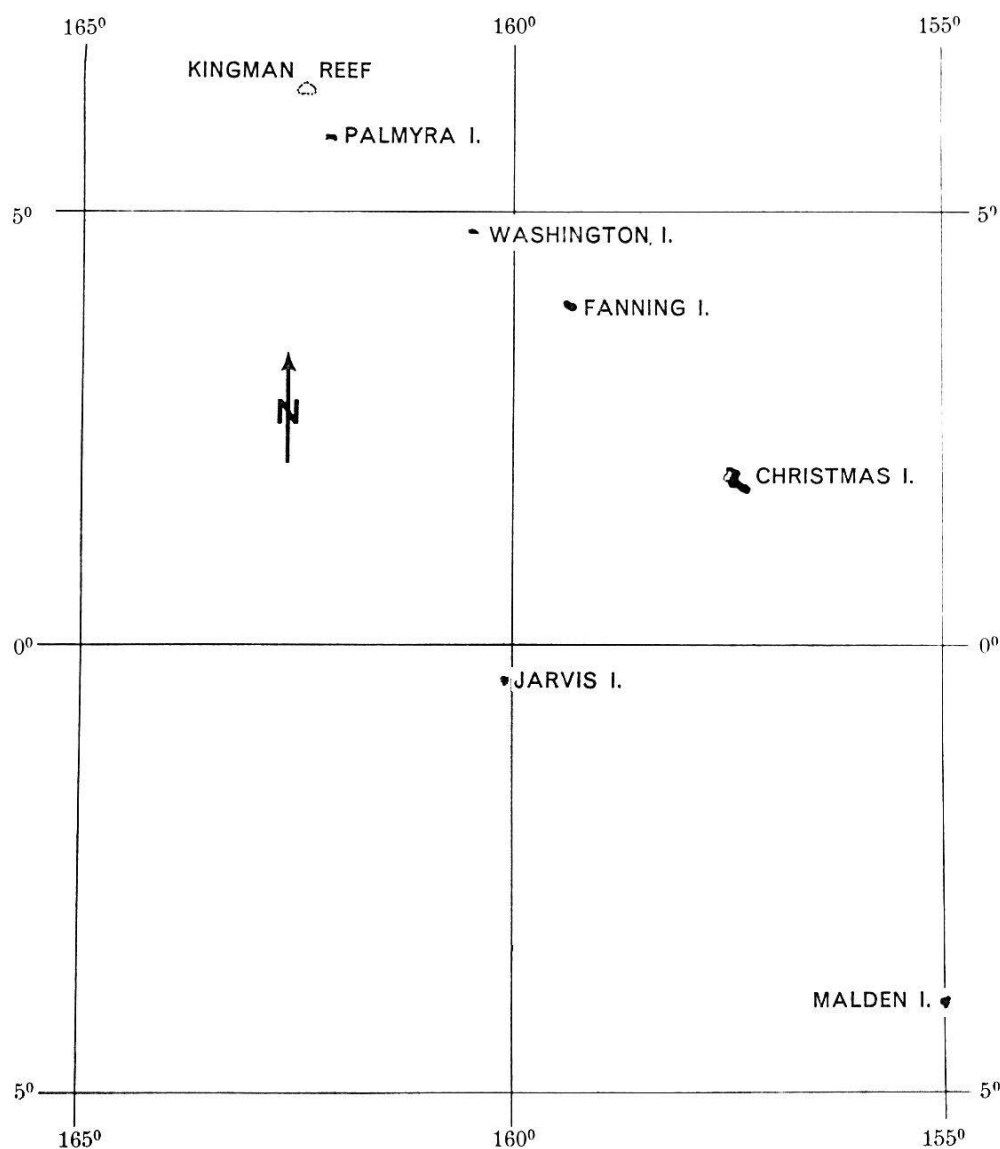 165⁰ 160⁰ 155⁰
KINGMAN REEF
PALMYRA I.
5⁰ 5⁰
WASHINGTON I.
FANNING I.
N
CHRISTMAS I.
0⁰ 0⁰
JARVIS I.
MALDEN I.
5⁰ 5⁰
165⁰ 160⁰ 155⁰